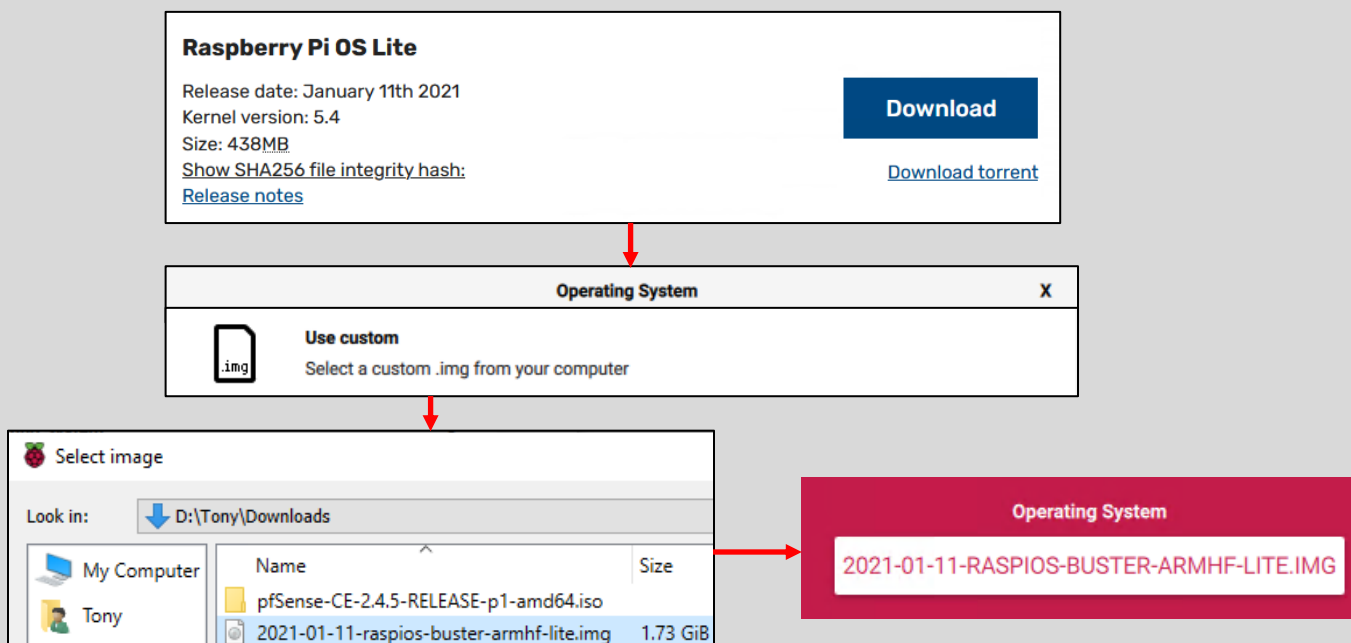 Raspberry Pi OS Lite
Release date: January 11th 2021
Kernel version: 5.4
Size: 438MB
Show SHA256 file integrity hash:
Release notes
Download
Download torrent
Operating System
X
.img
Use custom
Select a custom .img from your computer
Select image
Look in:
D:\Tony\Downloads
My Computer
Tony
Name
Size
pfSense-CE-2.4.5-RELEASE-p1-amd64.iso
2021-01-11-raspios-buster-armhf-lite.img
1.73 GiB
Operating System
2021-01-11-RASPIOS-BUSTER-ARMHF-LITE.IMG